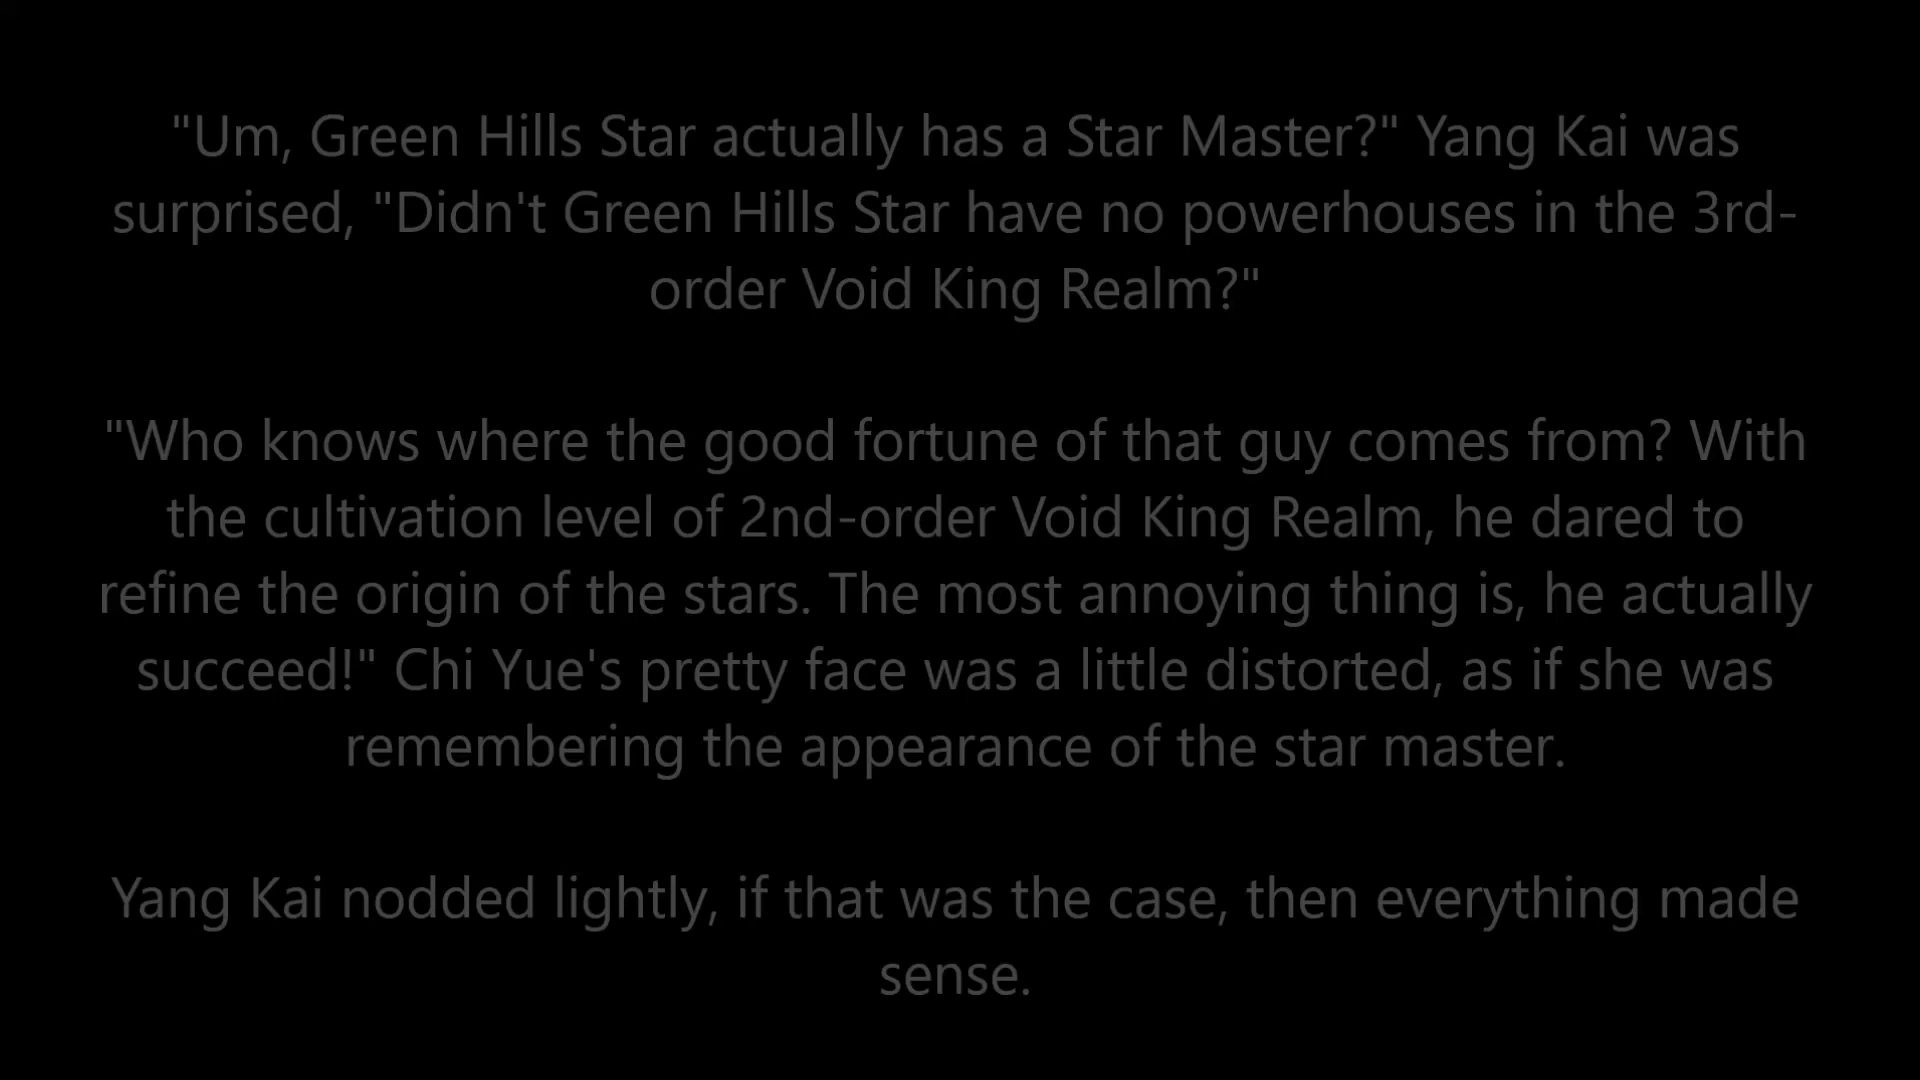 "Um, Green Hills Star actually has a Star Master?" Yang Kai was
surprised, "Didn't Green Hills Star have no powerhouses in the 3rd-
order Void King Realm?"
"Who knows where the good fortune of that guy comes from? With
the cultivation level of 2nd-order Void King Realm, he dared to
refine the origin of the stars. The most annoying thing is, he actually
succeed!" Chi Yue's pretty face was a little distorted, as if she was
remembering the appearance of the star master.
Yang Kai nodded lightly, if that was the case, then everything made
sense.